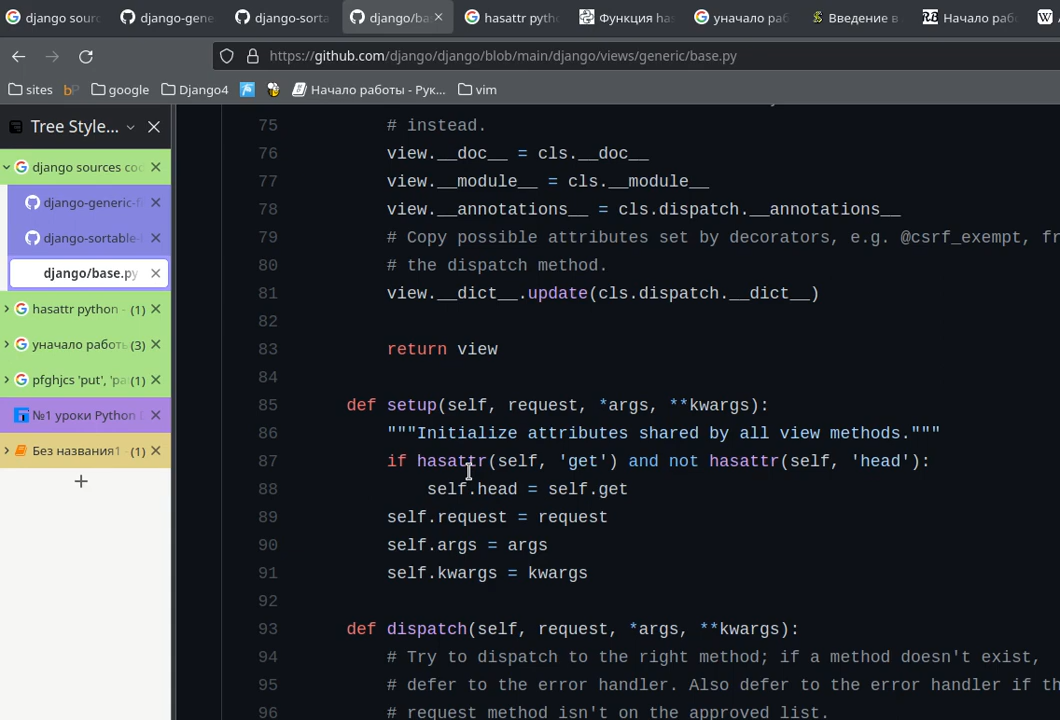 django sour
django-gene
django-sorta
django/ba
hasattr pyth
Функция has
уначало раб
Введение в
Начало раб
https://github.com/django/django/blob/main/django/views/generic/base.py
sites
bP
google
Django4
Начало работы - Рук...
vim
Tree Style...
django sources co
django-generic-f
django-sortable-
django/base.py
hasattr python - (1)
уначало работь (3)
pfghjcs 'put', 'pa (1)
№1 уроки Python
Без названия1 - (1)
75 # instead.
76 view.__doc__ = cls.__doc__
77 view.__module__ = cls.__module__
78 view.__annotations__ = cls.dispatch.__annotations__
79 # Copy possible attributes set by decorators, e.g. @csrf_exempt, fr
80 # the dispatch method.
81 view.__dict__.update(cls.dispatch.__dict__)
82
83 return view
84
85 def setup(self, request, *args, **kwargs):
86 """Initialize attributes shared by all view methods."""
87 if hasattr(self, 'get') and not hasattr(self, 'head'):
88 self.head = self.get
89 self.request = request
90 self.args = args
91 self.kwargs = kwargs
92
93 def dispatch(self, request, *args, **kwargs):
94 # Try to dispatch to the right method; if a method doesn't exist,
95 # defer to the error handler. Also defer to the error handler if th
96 # request method isn't on the approved list.